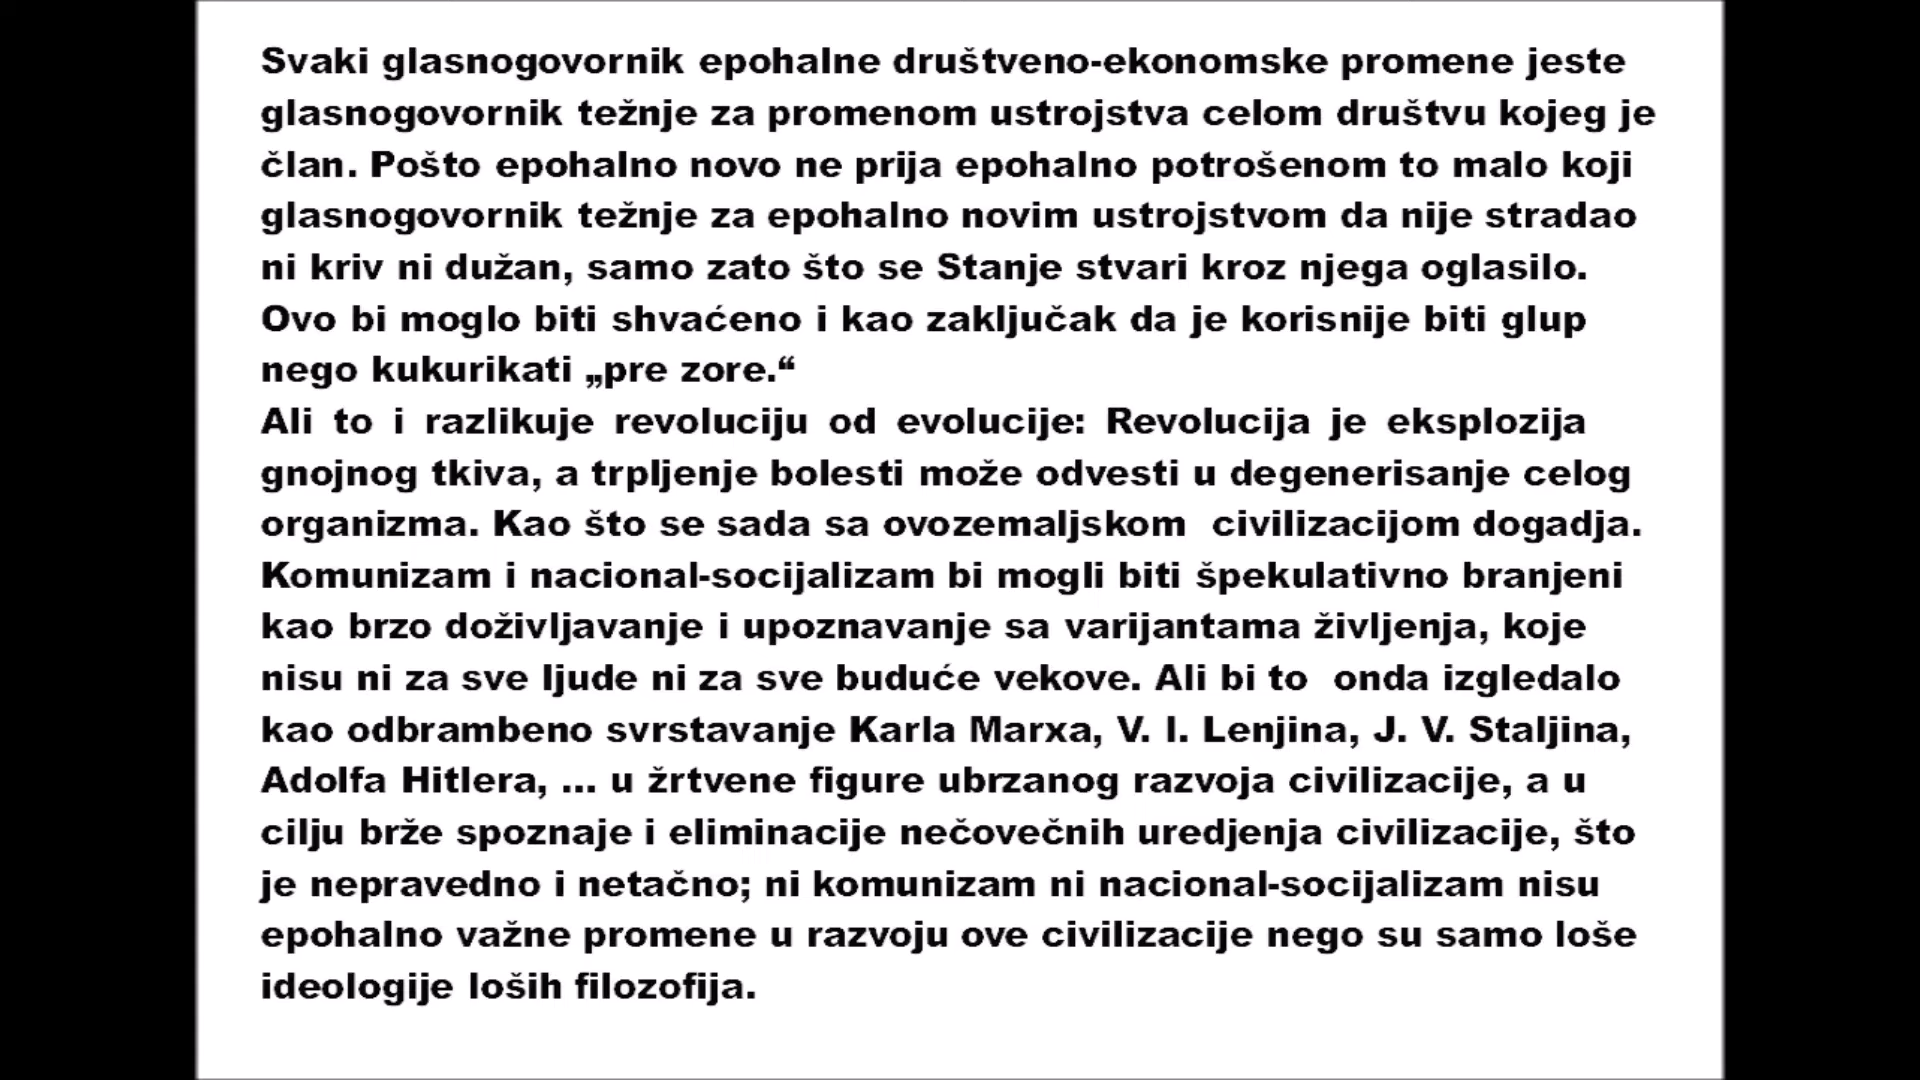 Svaki glasnogovornik epohalne društveno-ekonomske promene jeste
glasnogovornik težnje za promenom ustrojstva celom društvu kojeg je
član. Pošto epohalno novo ne prija epohalno potrošenom to malo koji
glasnogovornik težnje za epohalno novim ustrojstvom da nije stradao
ni kriv ni dužan, samo zato što se Stanje stvari kroz njega oglasilo.
Ovo bi moglo biti shvaćeno i kao zaključak da je korisnije biti glup
nego kukurikati „pre zore.“
Ali to i razlikuje revoluciju od evolucije: Revolucija je eksplozija
gnojnog tkiva, a trpljenje bolesti može odvesti u degenerisanje celog
organizma. Kao što se sada sa ovozemaljskom civilizacijom dogadja.
Komunizam i nacional-socijalizam bi mogli biti špekulativno branjeni
kao brzo doživljavanje i upoznavanje sa varijantama življenja, koje
nisu ni za sve ljude ni za sve buduće vekove. Ali bi to onda izgledalo
kao odbrambeno svrstavanje Karla Marxa, V. I. Lenjina, J. V. Staljina,
Adolfa Hitlera, ... u žrtvene figure ubrzanog razvoja civilizacije, a u
cilju brže spoznaje i eliminacije nečovečnih uredjenja civilizacije, što
je nepravedno i netačno; ni komunizam ni nacional-socijalizam nisu
epohalno važne promene u razvoju ove civilizacije nego su samo loše
ideologije loših filozofija.